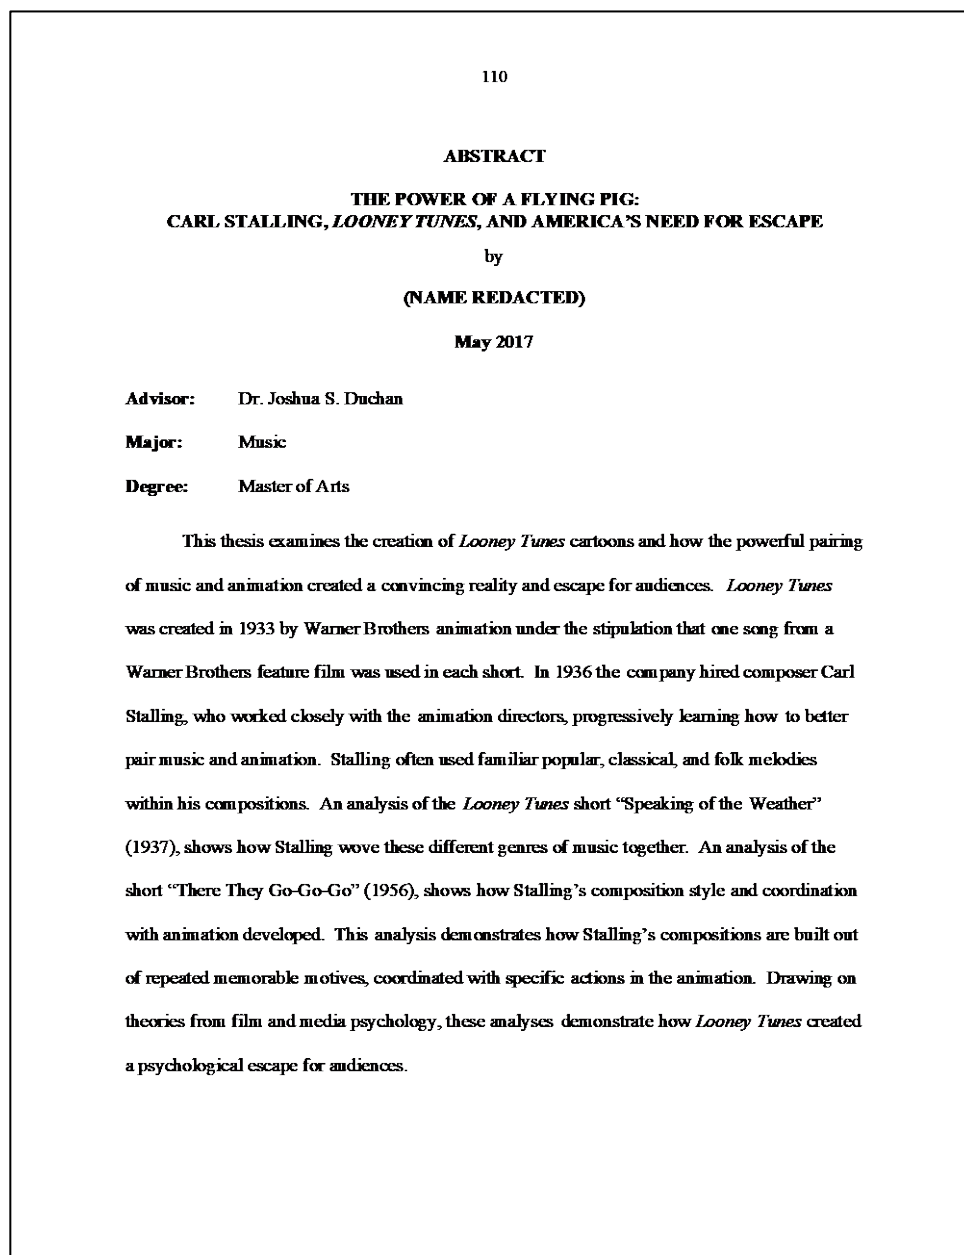 110
ABSTRACT
THE POWER OF A FLYING PIG:
CARL STALLING, LOONEY TUNES, AND AMERICA'S NEED FOR ESCAPE
by
(NAME REDACTED)
May 2017
Advisor: Dr. Joshua S. Duchan
Major: Music
Degree: Master of Arts
This thesis examines the creation of Looney Tunes cartoons and how the powerful pairing
of music and animation created a convincing reality and escape for audiences. Looney Tunes
was created in 1933 by Warner Brothers animation under the stipulation that one song from a
Warner Brothers feature film was used in each short. In 1936 the company hired composer Carl
Stalling, who worked closely with the animation directors, progressively learning how to better
pair music and animation. Stalling often used familiar popular, classical, and folk melodies
within his compositions. An analysis of the Looney Tunes short “Speaking of the Weather”
(1937), shows how Stalling wove these different genres of music together. An analysis of the
short “There They Go-Go-Go” (1956), shows how Stalling’s composition style and coordination
with animation developed. This analysis demonstrates how Stalling’s compositions are built out
of repeated memorable motives, coordinated with specific actions in the animation. Drawing on
theories from film and media psychology, these analyses demonstrate how Looney Tunes created
a psychological escape for audiences.